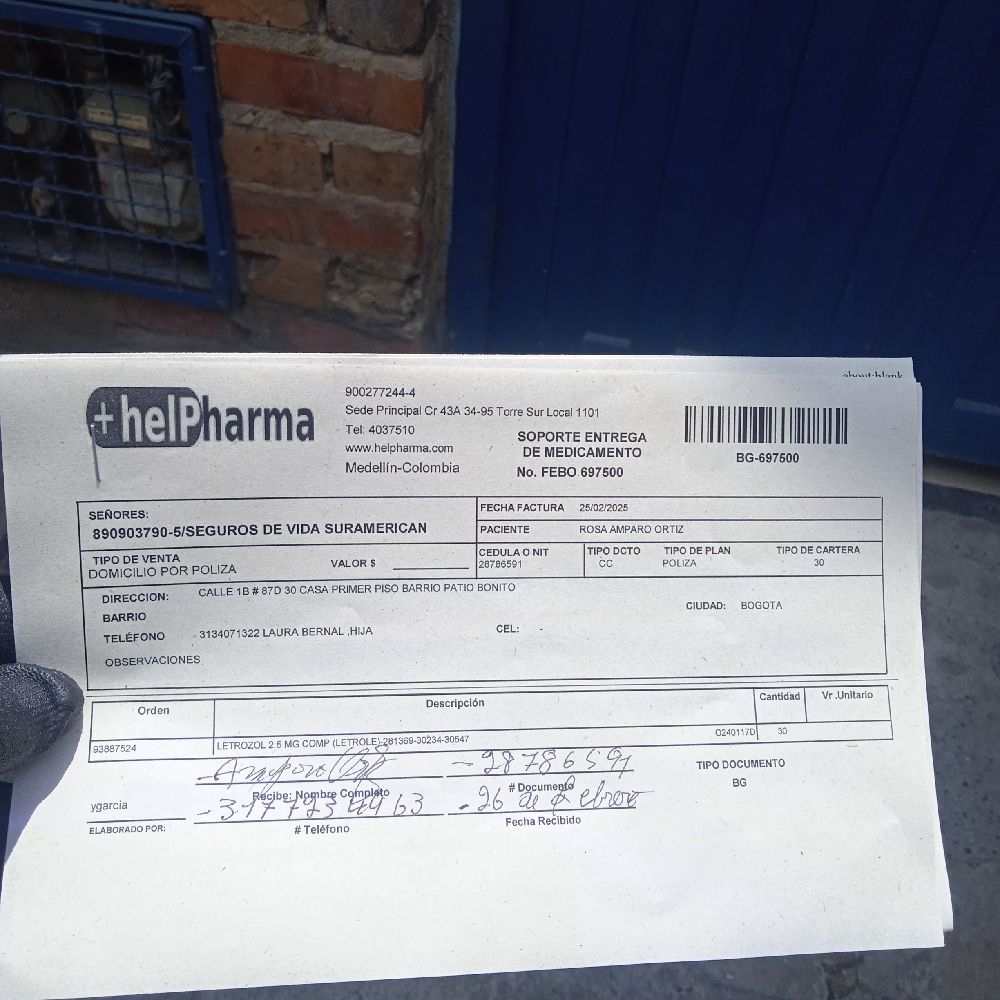 about:blank
+helPharma
900277244-4
Sede Principal Cr 43A 34-95 Torre Sur Local 1101
Tel: 4037510
www.helpharma.com
Medellín-Colombia
SOPORTE ENTREGA
DE MEDICAMENTO
No. FEBO 697500
BG-697500
SEÑORES:
890903790-5/SEGUROS DE VIDA SURAMERICAN
FECHA FACTURA 25/02/2025
PACIENTE ROSA AMPARO ORTIZ
TIPO DE VENTA
DOMICILIO POR POLIZA
VALOR $
CEDULA O NIT
28786591
TIPO DCTO
CC
TIPO DE PLAN
POLIZA
TIPO DE CARTERA
30
DIRECCION: CALLE 1B # 87D 30 CASA PRIMER PISO BARRIO PATIO BONITO
BARRIO
CIUDAD: BOGOTA
TELÉFONO 3134071322 LAURA BERNAL ,HIJA
CEL: -
OBSERVACIONES
Orden Descripción Cantidad Vr.Unitario
93887524 LETROZOL 2.5 MG COMP (LETROLE)-281369-30234-30547 O240117D 30
- Amparo - 28786591
Recibe: Nombre Completo # Documento
TIPO DOCUMENTO
BG
ygarcia
ELABORADO POR:
- 3177234963 - 26 de Febrero
# Teléfono Fecha Recibido